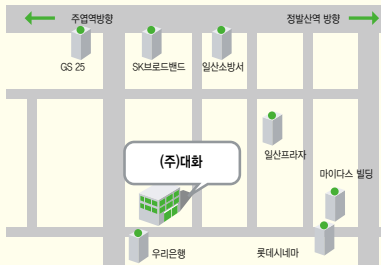 주엽역방향
정발산역 방향
GS 25
SK브로드밴드
일산소방서
일산프라자
(주)대화
마이다스 빌딩
우리은행
롯데시네마